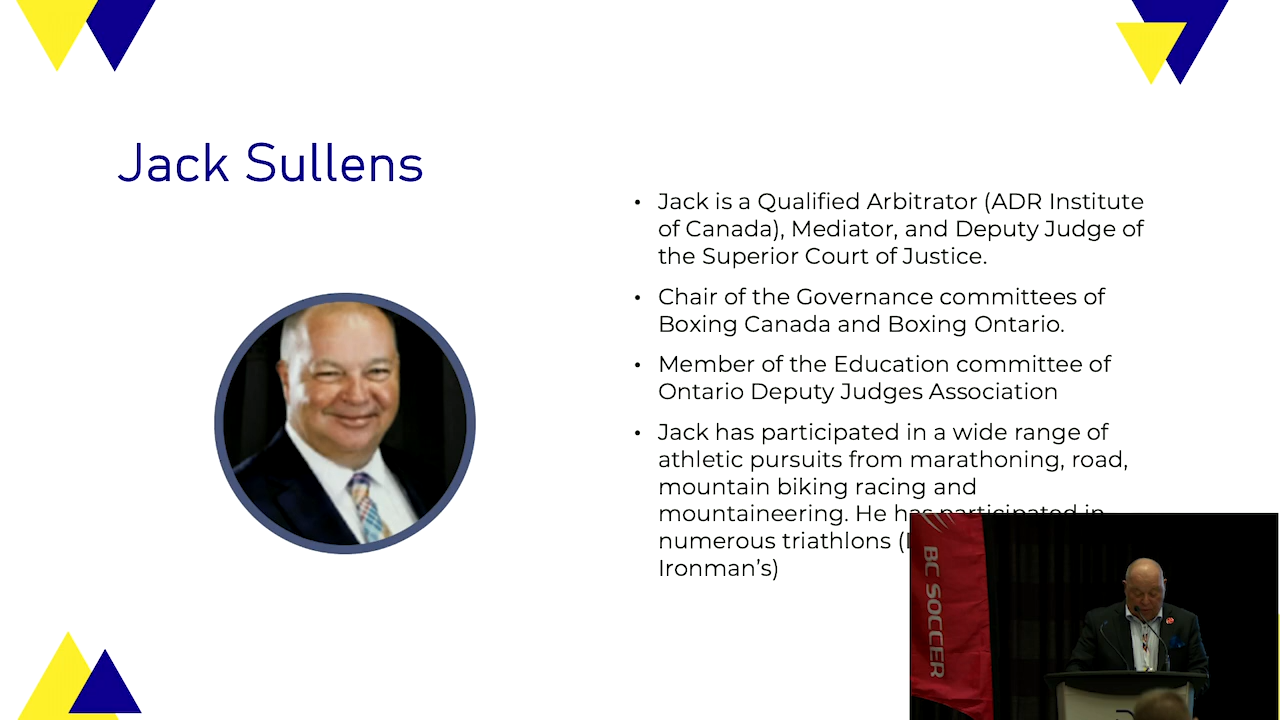 Jack Sullens
• Jack is a Qualified Arbitrator (ADR Institute
of Canada), Mediator, and Deputy Judge of
the Superior Court of Justice.
• Chair of the Governance committees of
Boxing Canada and Boxing Ontario.
• Member of the Education committee of
Ontario Deputy Judges Association
• Jack has participated in a wide range of
athletic pursuits from marathoning, road,
mountain biking racing and
mountaineering. He has participated in
numerous triathlons (
Ironman's)
BC SOCCER